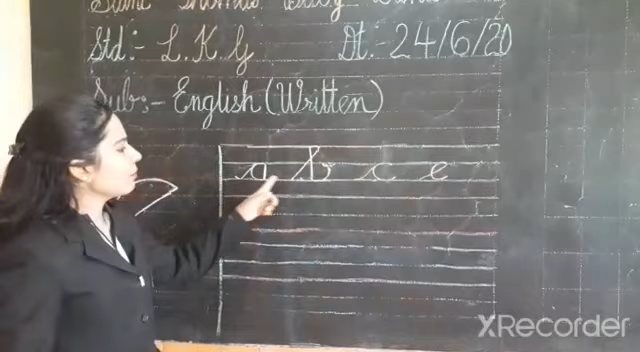 Std:- L.K.G Dt:- 24/6/20
Sub:- English (Written)
a b c e
XRecorder